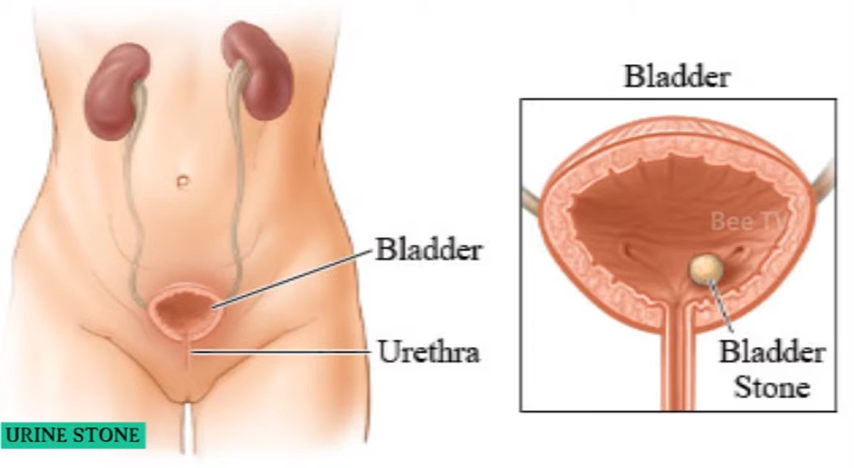 Bladder
Bee TV
Bladder
Urethra
Bladder
Stone
URINE STONE